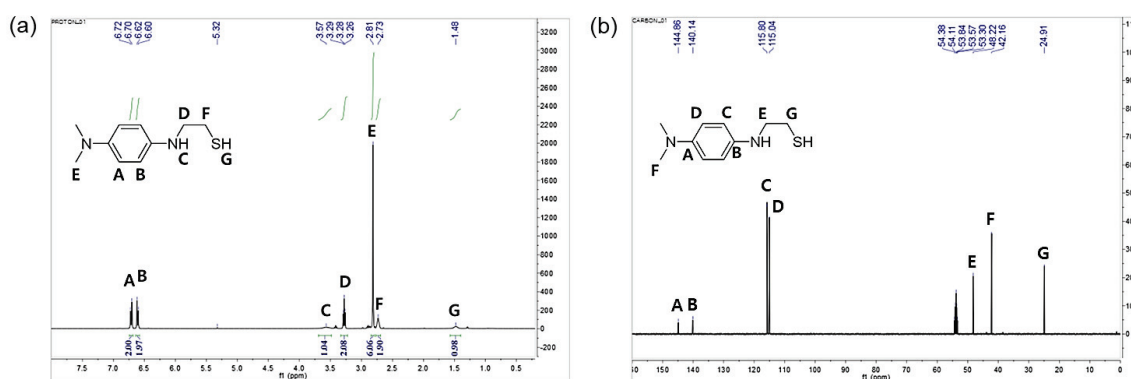 (a)
PROTON_01
6.72
6.70
6.62
6.60
5.32
3.57
3.29
3.28
3.26
2.81
2.73
1.48
3200
3000
2800
2600
2400
2200
2000
1800
1600
1400
1200
1000
800
600
400
200
0
-200
D F
N
NH
SH
C G
E A B
E
A B
C
D
F
G
2.00
1.97
1.04
2.08
6.06
1.90
0.98
7.5 7.0 6.5 6.0 5.5 5.0 4.5 4.0 3.5 3.0 2.5 2.0 1.5 1.0 0.5
f1 (ppm)
(b)
CARBON_01
144.86
140.14
115.80
115.04
54.38
54.11
53.84
53.57
53.30
48.22
42.16
24.91
D C E G
N
NH
SH
A B
F
C
D
A B
E
F
G
60 150 140 130 120 110 100 90 80 70 60 50 40 30 20 10 0
f1 (ppm)